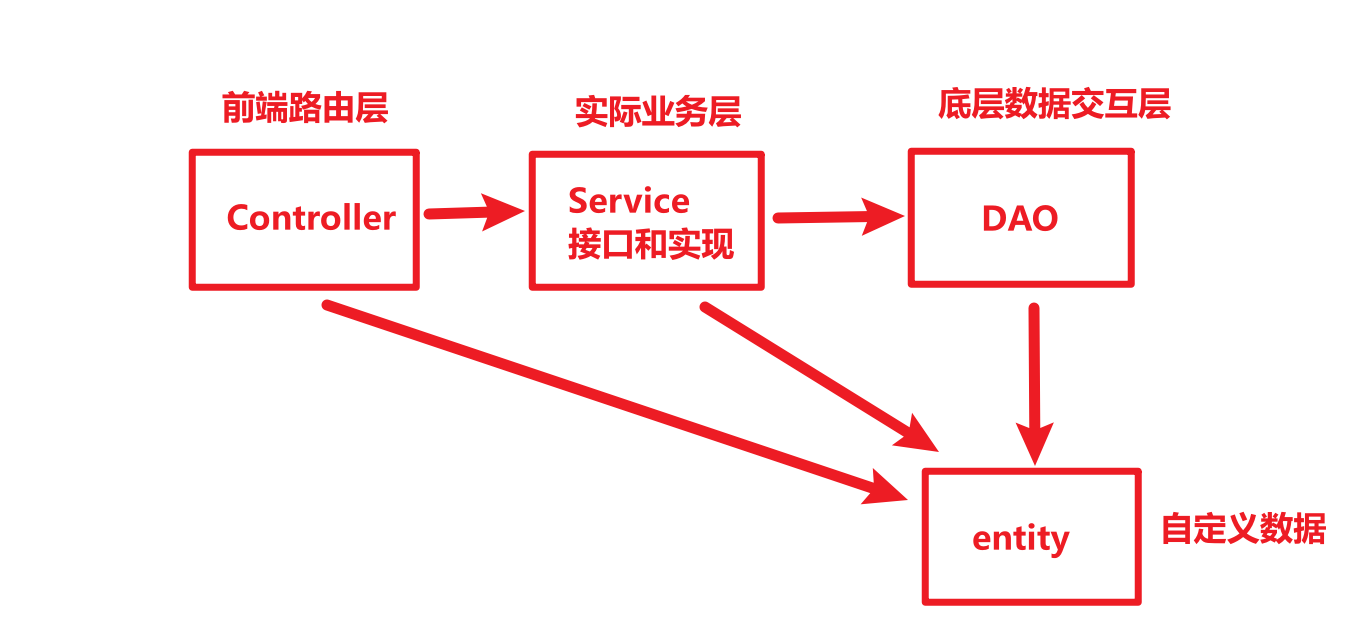 前端路由层
实际业务层
底层数据交互层
Controller
Service
接口和实现
DAO
entity
自定义数据